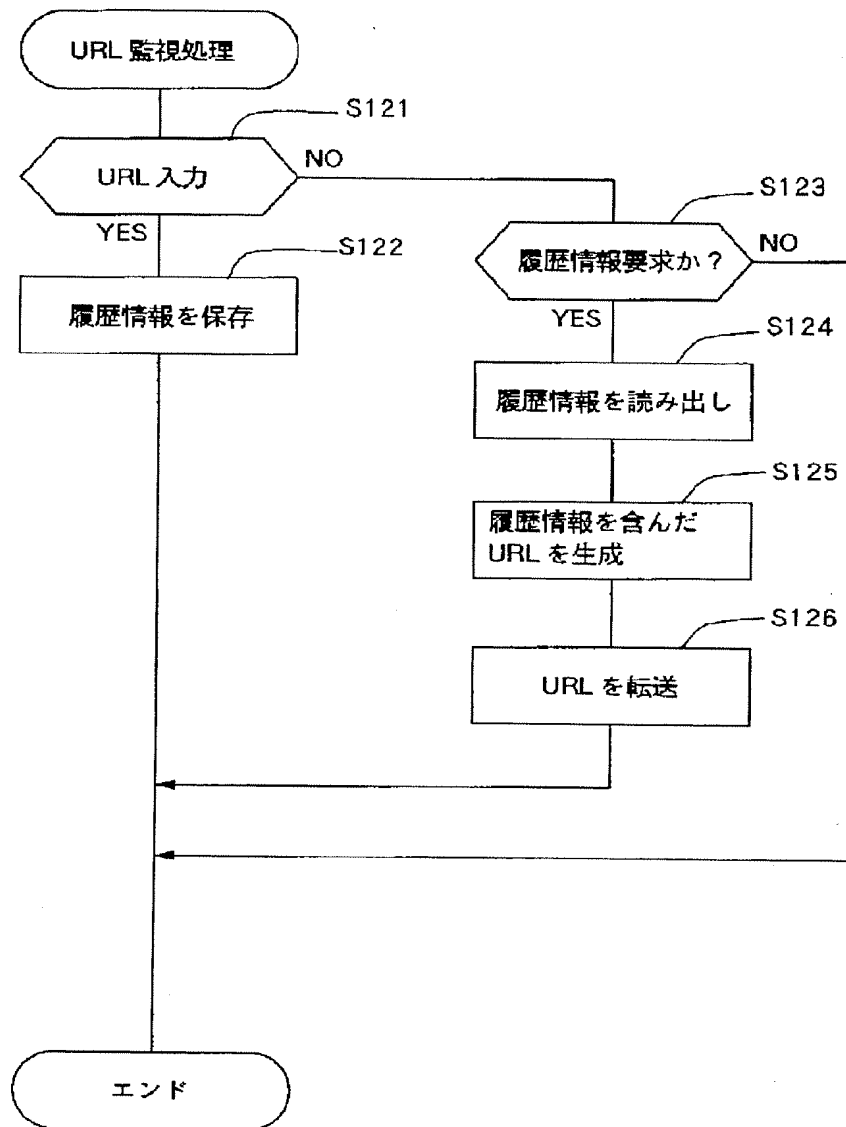 URL 監視処理
S121
URL 入力
NO
YES
S122
履歴情報を保存
S123
履歴情報要求か？
NO
YES
S124
履歴情報を読み出し
S125
履歴情報を含んだ
URL を生成
S126
URL を転送
エンド